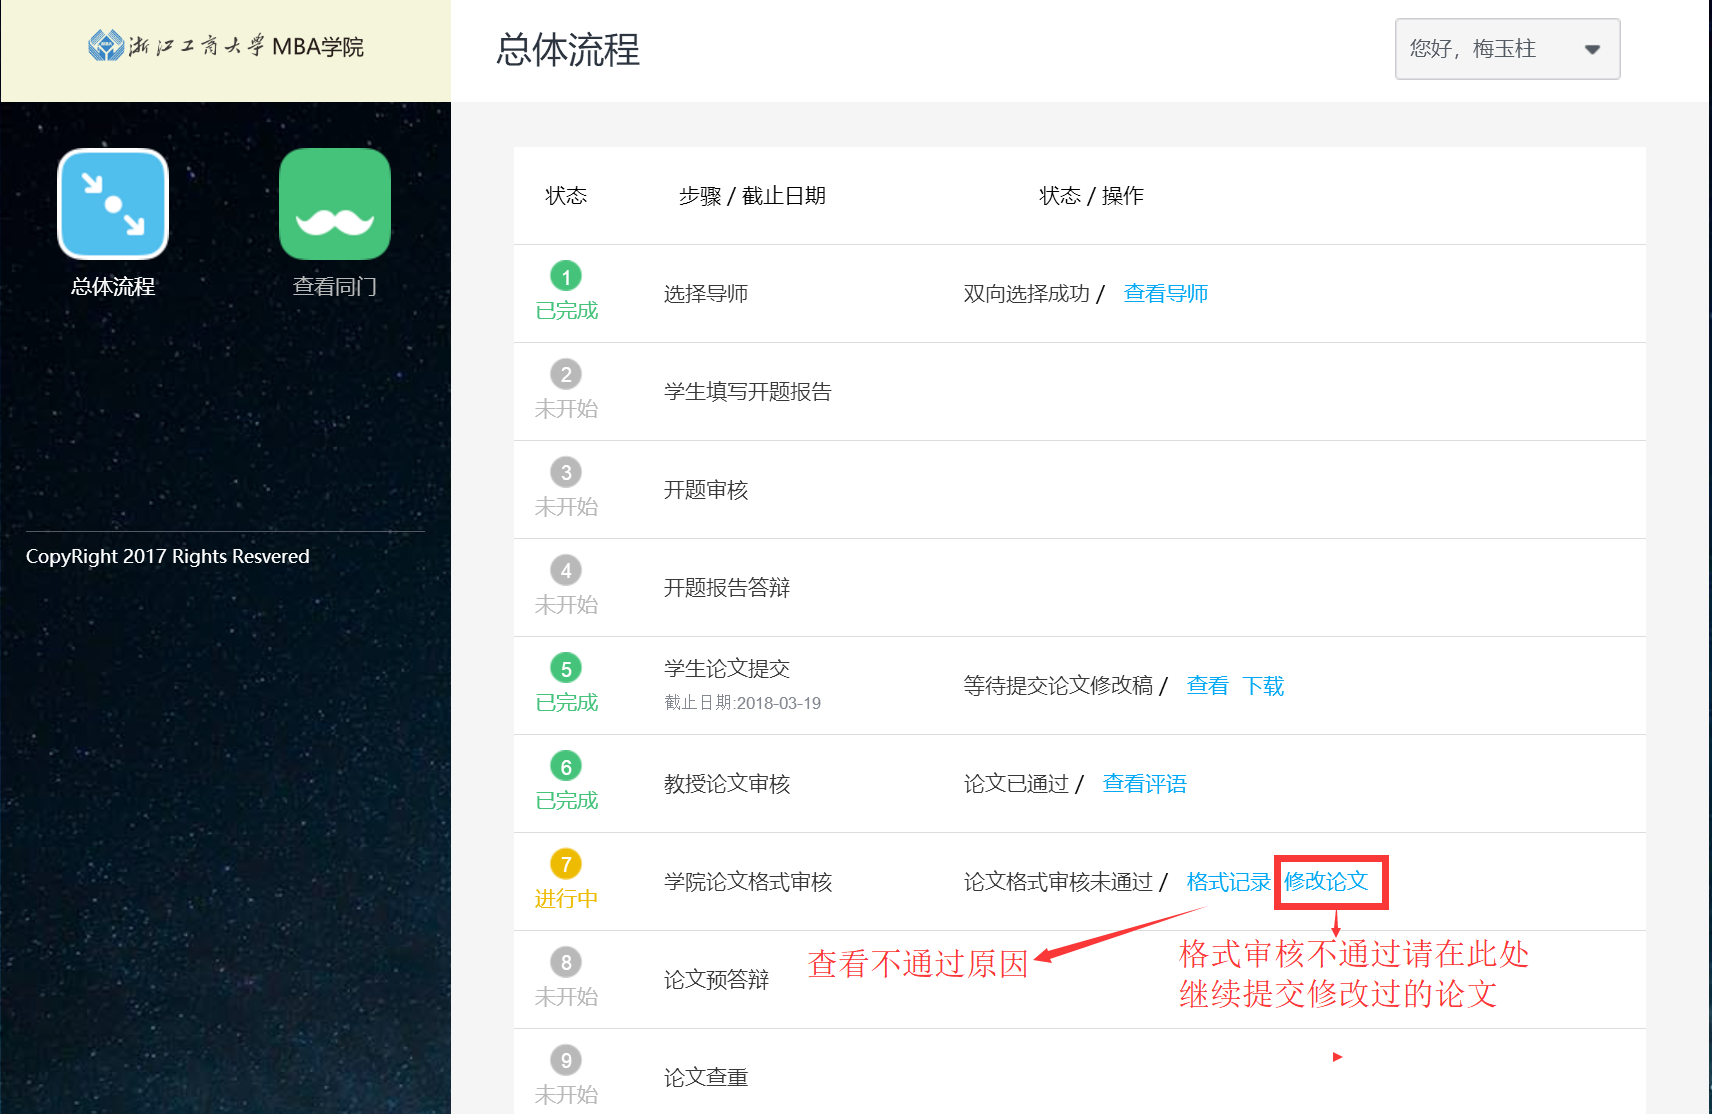 浙江工商大学 MBA学院
总体流程
您好，梅玉柱
总体流程
查看同门
CopyRight 2017 Rights Resvered
状态
步骤 / 截止日期
状态 / 操作
1
已完成
选择导师
双向选择成功 / 查看导师
2
未开始
学生填写开题报告
3
未开始
开题审核
4
未开始
开题报告答辩
5
已完成
学生论文提交
截止日期:2018-03-19
等待提交论文修改稿 / 查看 下载
6
已完成
教授论文审核
论文已通过 / 查看评语
7
进行中
学院论文格式审核
论文格式审核未通过 / 格式记录 修改论文
查看不通过原因
格式审核不通过请在此处
继续提交修改过的论文
8
未开始
论文预答辩
9
未开始
论文查重